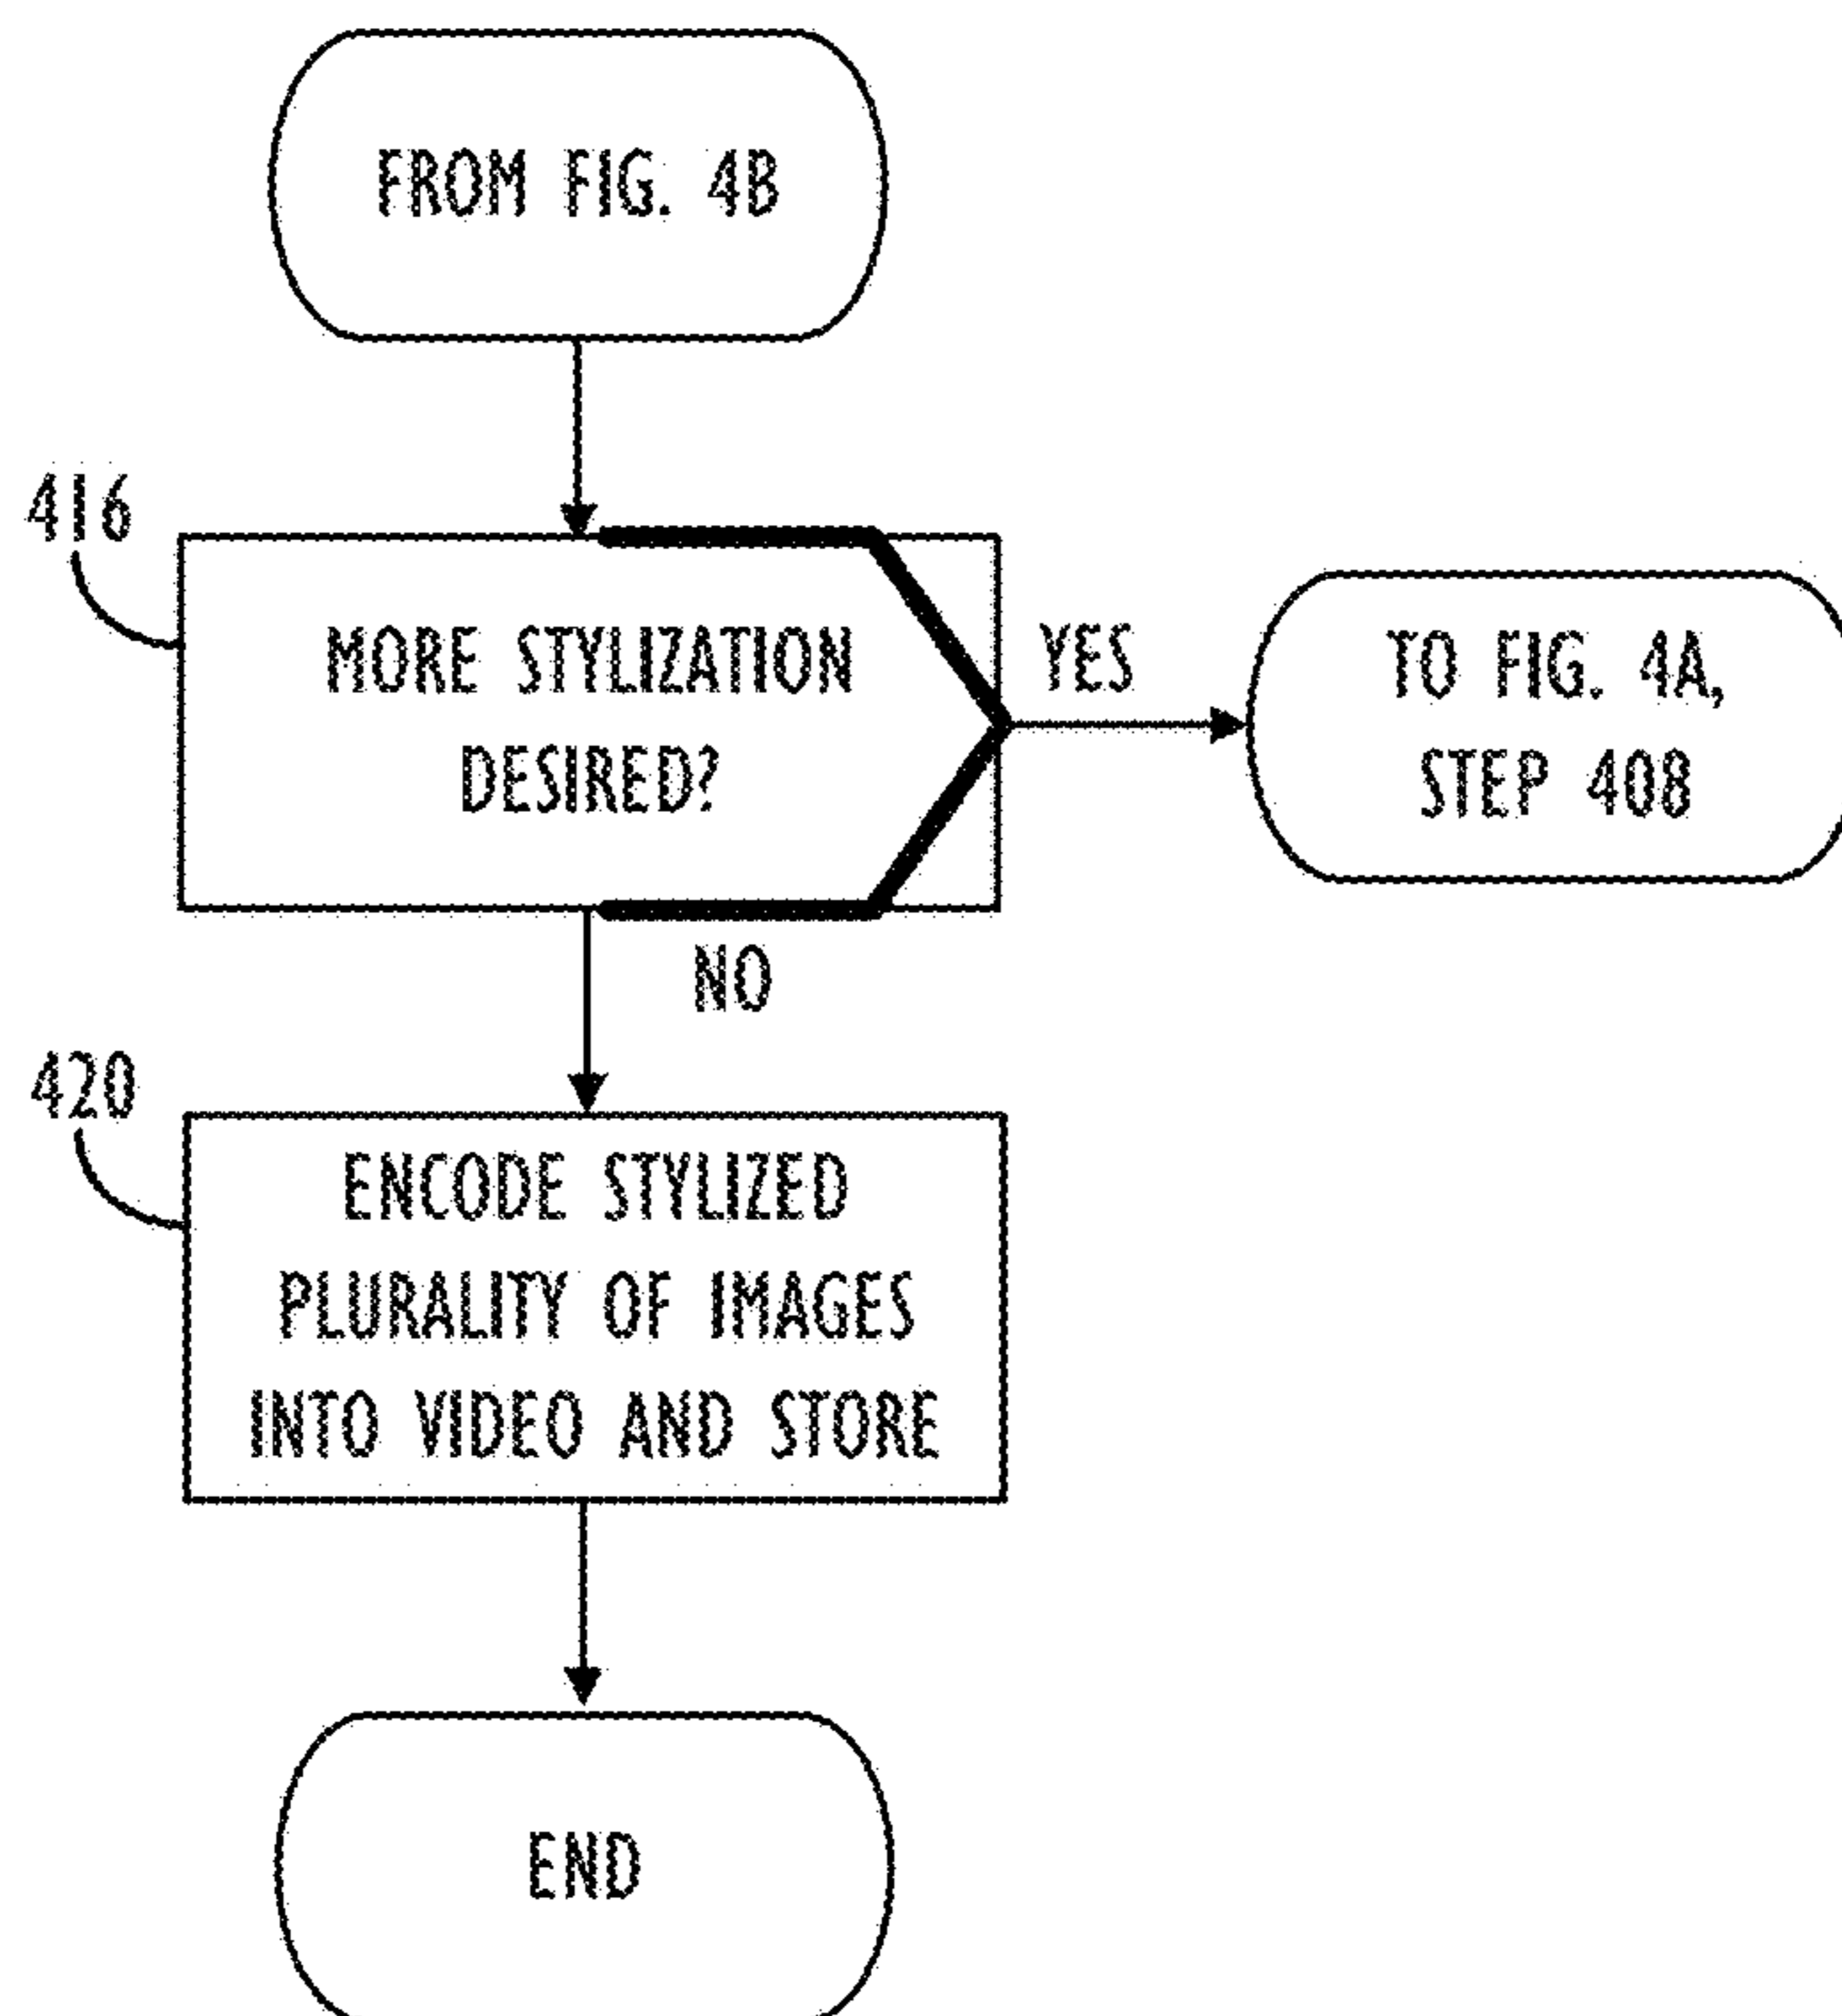 FROM FIG. 4B
416
MORE STYLIZATION
DESIRED?
YES
TO FIG. 4A,
STEP 408
NO
420
ENCODE STYLIZED
PLURALITY OF IMAGES
INTO VIDEO AND STORE
END